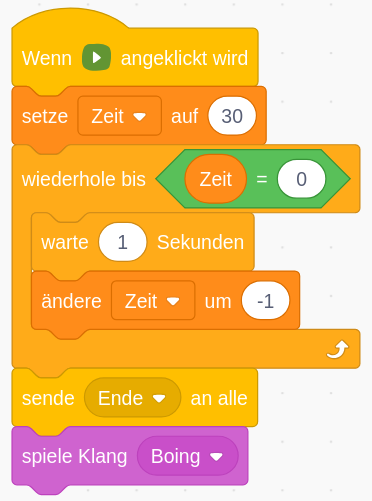 Wenn angeklickt wird
setze Zeit auf 30
wiederhole bis Zeit = 0
warte 1 Sekunden
ändere Zeit um -1
sende Ende an alle
spiele Klang Boing